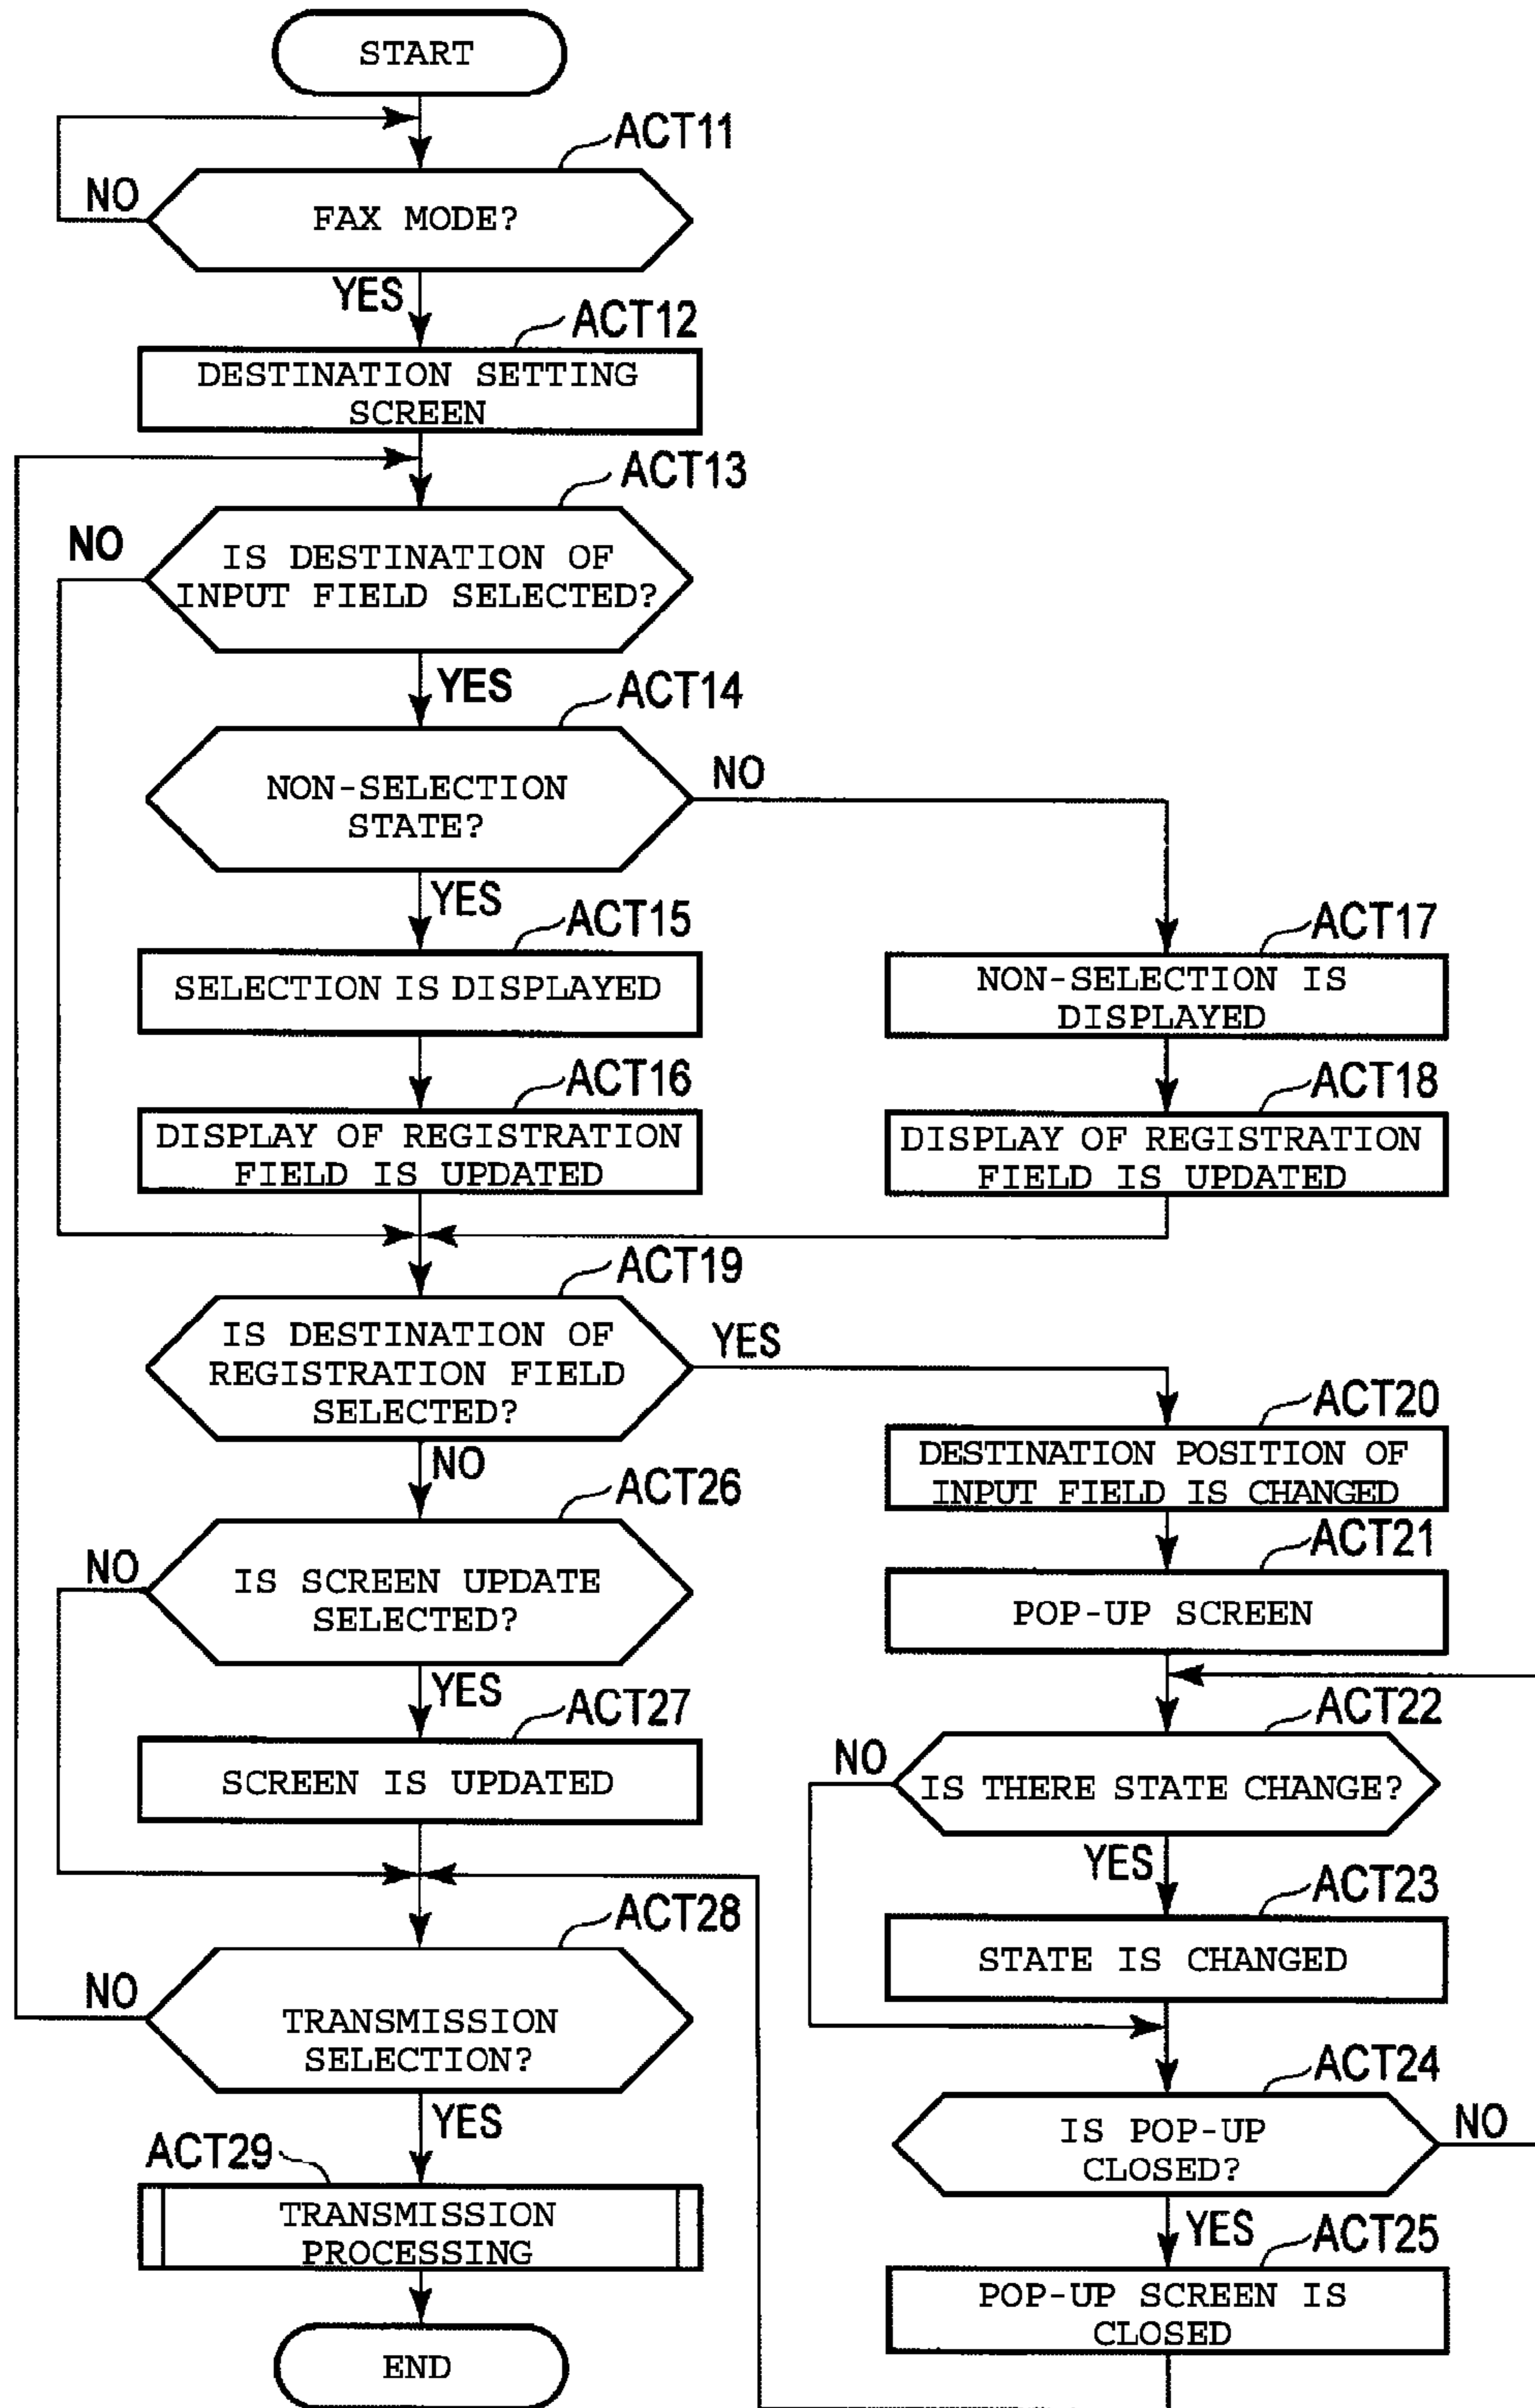 START
ACT11
NO
FAX MODE?
YES
ACT12
DESTINATION SETTING
SCREEN
ACT13
NO
IS DESTINATION OF
INPUT FIELD SELECTED?
YES
ACT14
NON-SELECTION
STATE?
NO
YES
ACT15
SELECTION IS DISPLAYED
ACT17
NON-SELECTION IS
DISPLAYED
ACT16
DISPLAY OF REGISTRATION
FIELD IS UPDATED
ACT18
DISPLAY OF REGISTRATION
FIELD IS UPDATED
ACT19
IS DESTINATION OF
REGISTRATION FIELD
SELECTED?
YES
NO
ACT20
DESTINATION POSITION OF
INPUT FIELD IS CHANGED
ACT26
NO
IS SCREEN UPDATE
SELECTED?
YES
ACT21
POP-UP SCREEN
ACT27
SCREEN IS UPDATED
ACT22
NO
IS THERE STATE CHANGE?
YES
ACT23
STATE IS CHANGED
ACT28
NO
TRANSMISSION
SELECTION?
YES
ACT24
IS POP-UP
CLOSED?
NO
YES
ACT29
TRANSMISSION
PROCESSING
ACT25
POP-UP SCREEN IS
CLOSED
END